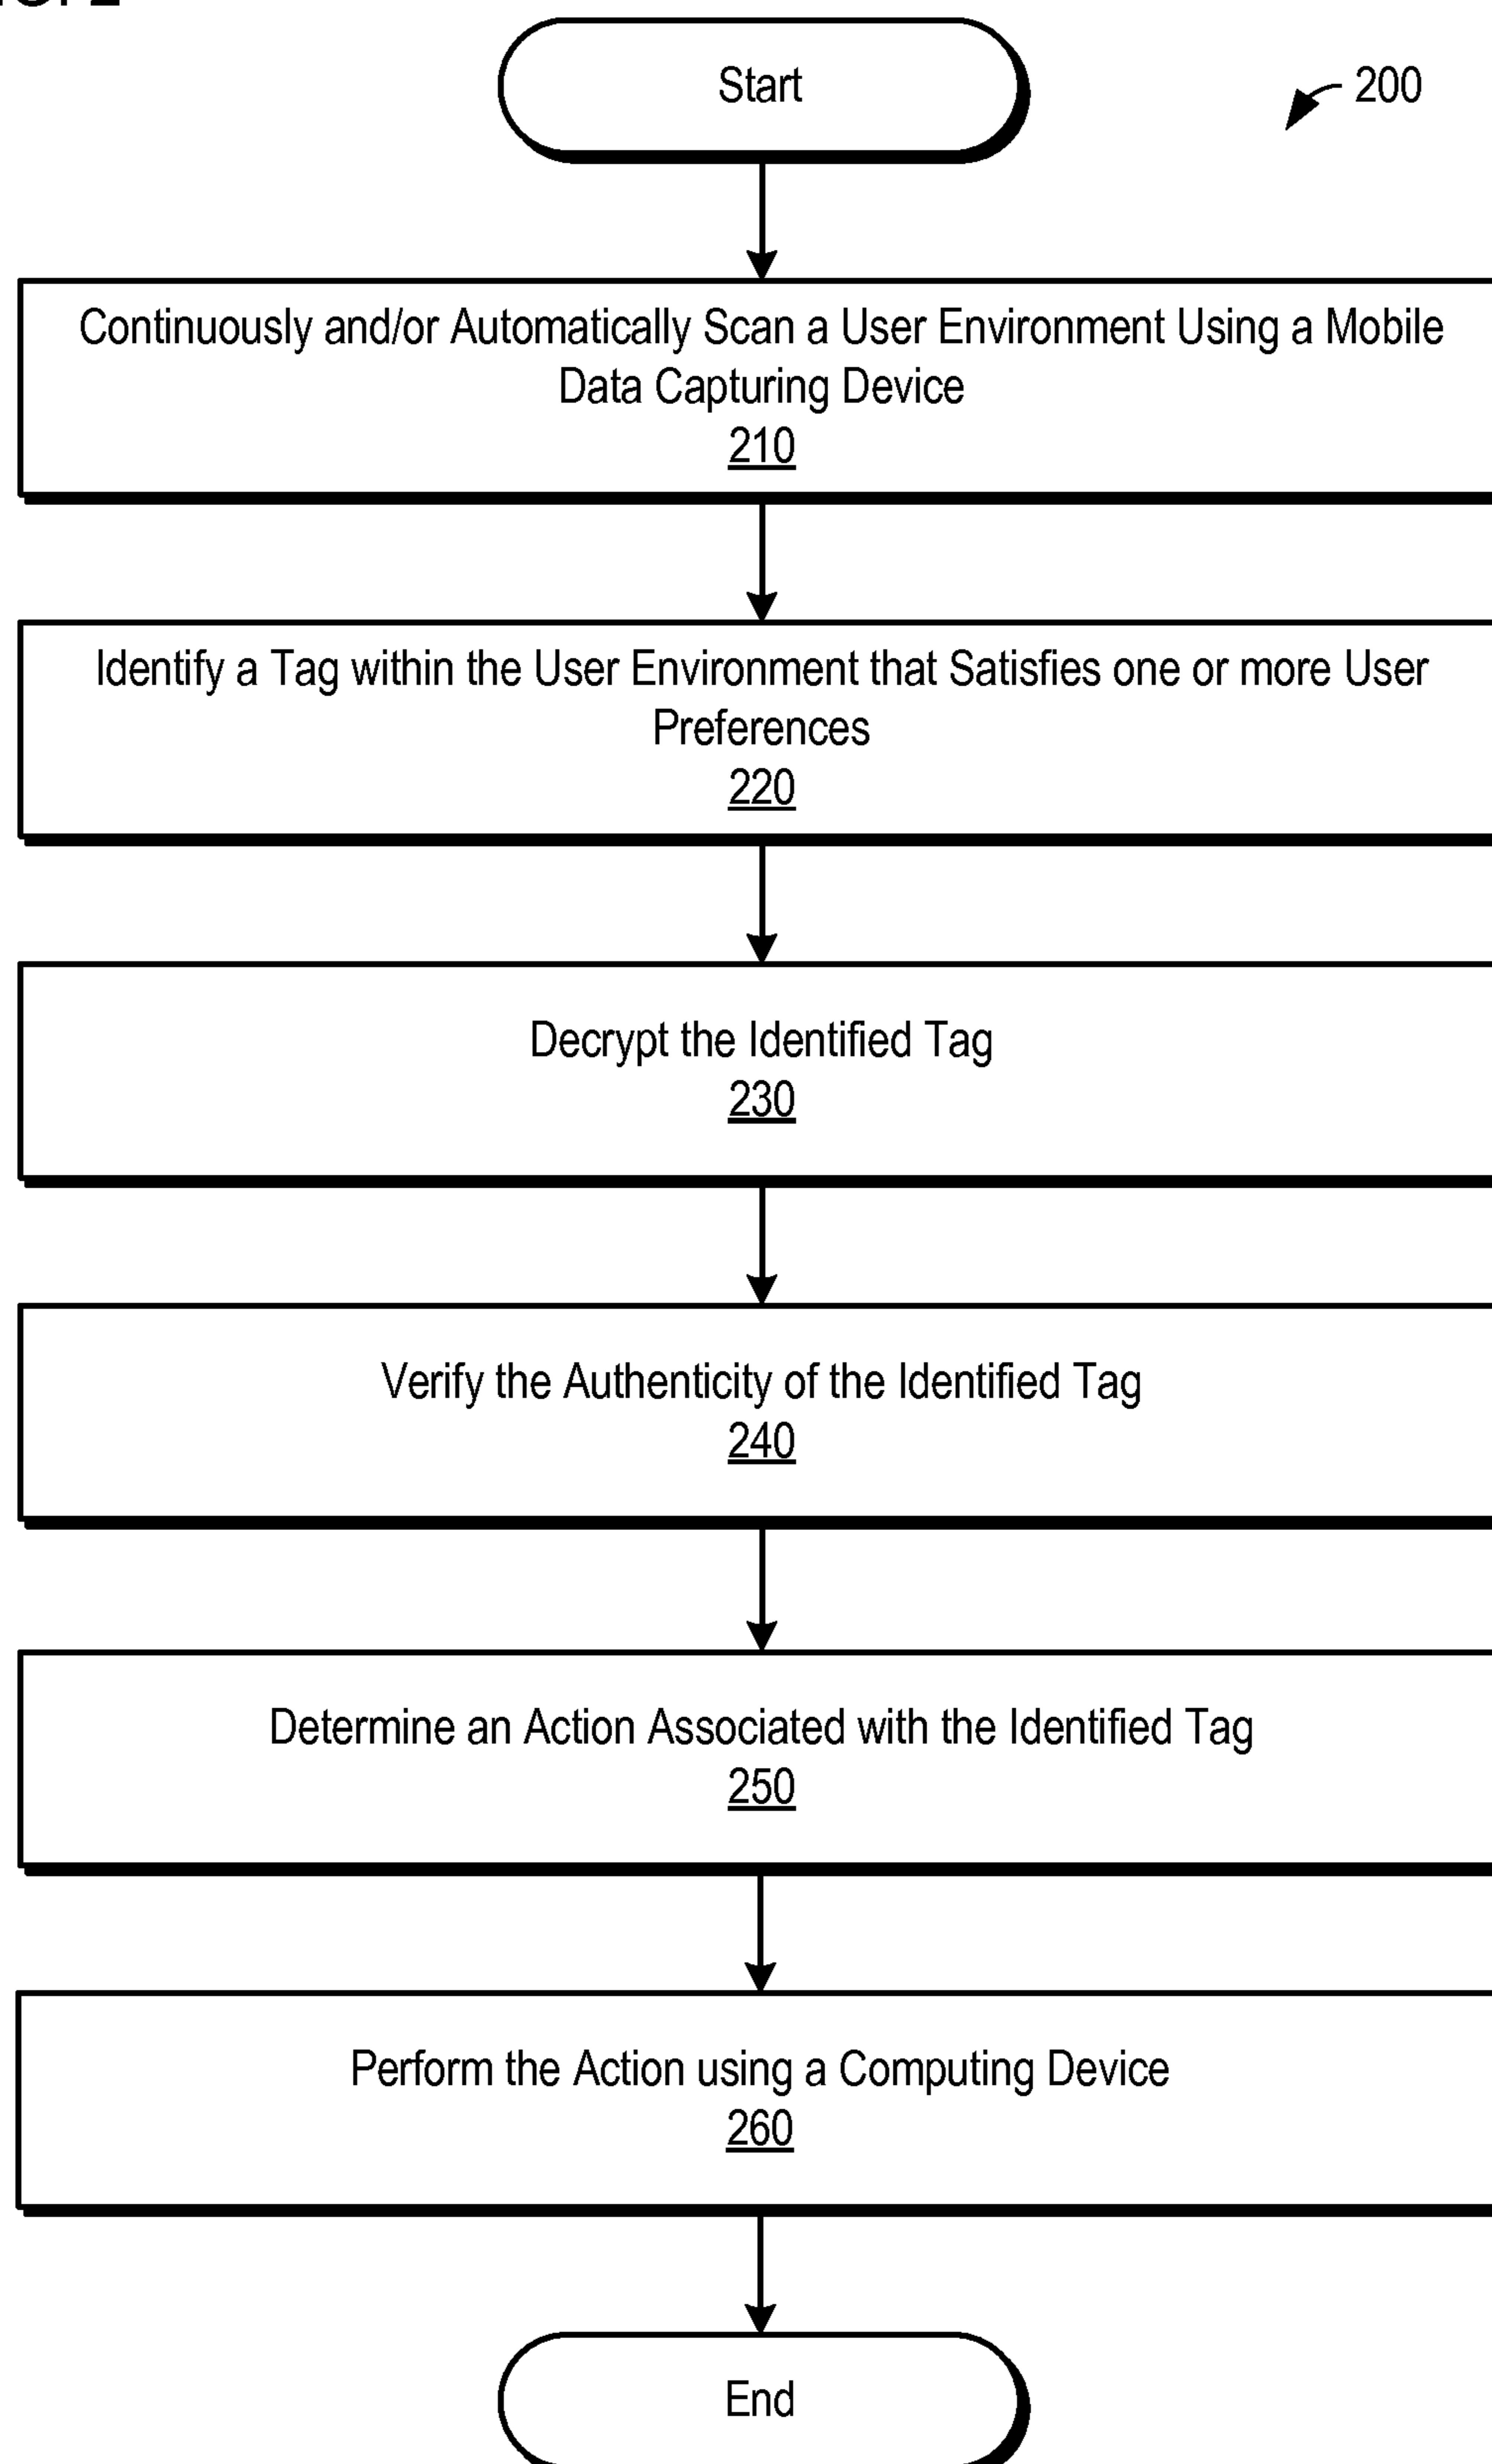 Start
200
Continuously and/or Automatically Scan a User Environment Using a Mobile
Data Capturing Device
210
Identify a Tag within the User Environment that Satisfies one or more User
Preferences
220
Decrypt the Identified Tag
230
Verify the Authenticity of the Identified Tag
240
Determine an Action Associated with the Identified Tag
250
Perform the Action using a Computing Device
260
End